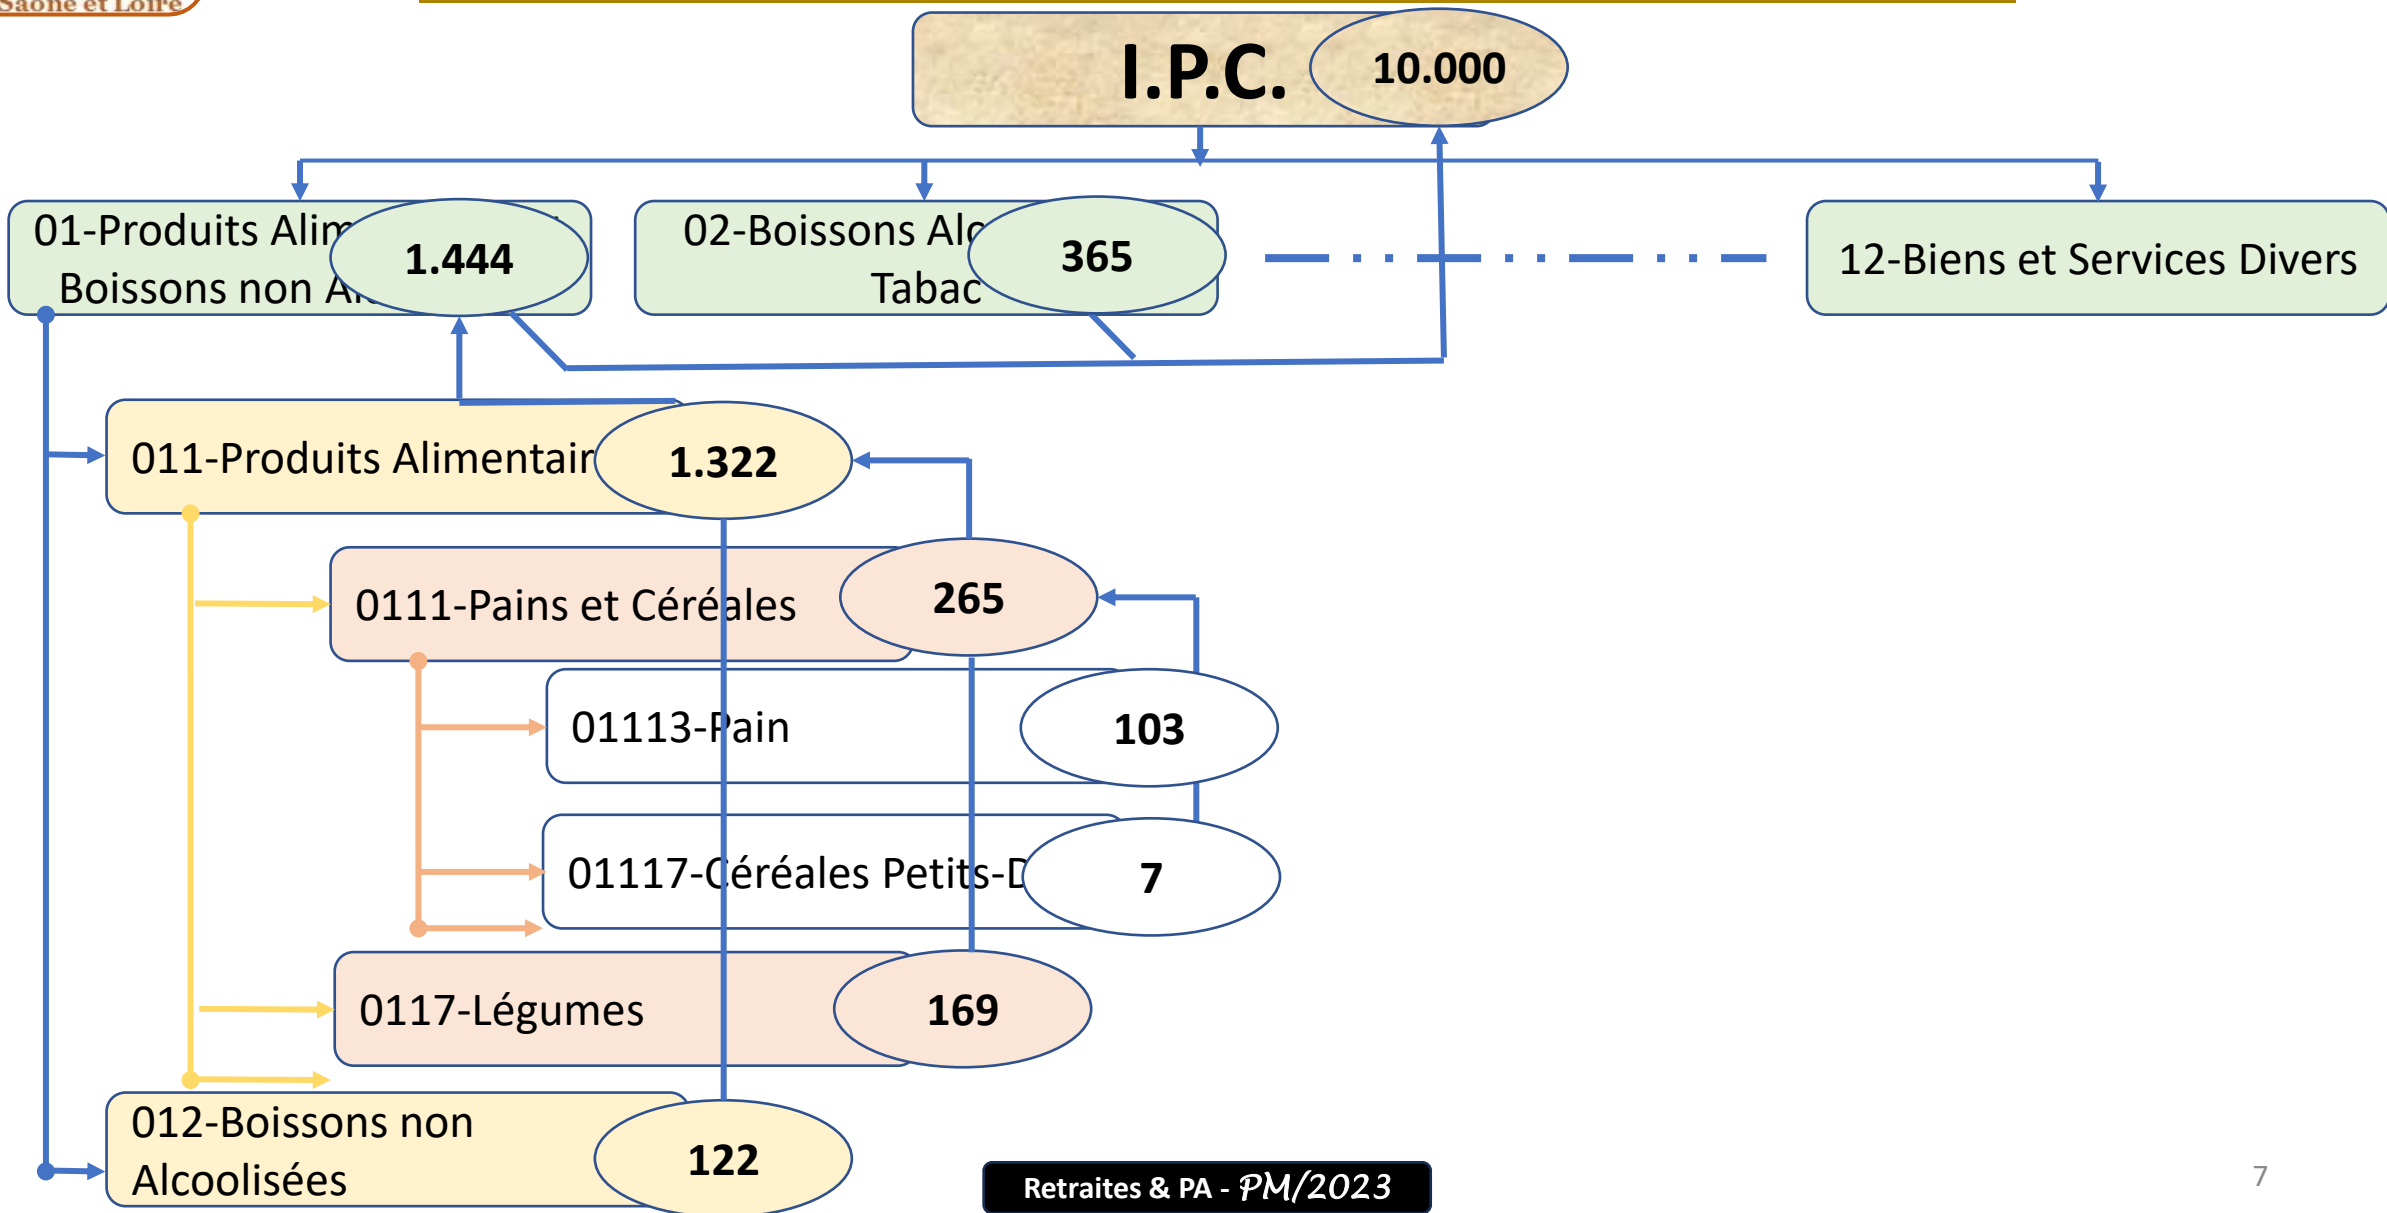 Saône et Loire
I.P.C.
10.000
01-Produits Alim
Boissons non Al
1.444
02-Boissons Alc
Tabac
365
12-Biens et Services Divers
011-Produits Alimentair
1.322
0111-Pains et Céréales
265
01113-Pain
103
01117-Céréales Petits-D
7
0117-Légumes
169
012-Boissons non
Alcoolisées
122
Retraites & PA - PM/2023
7